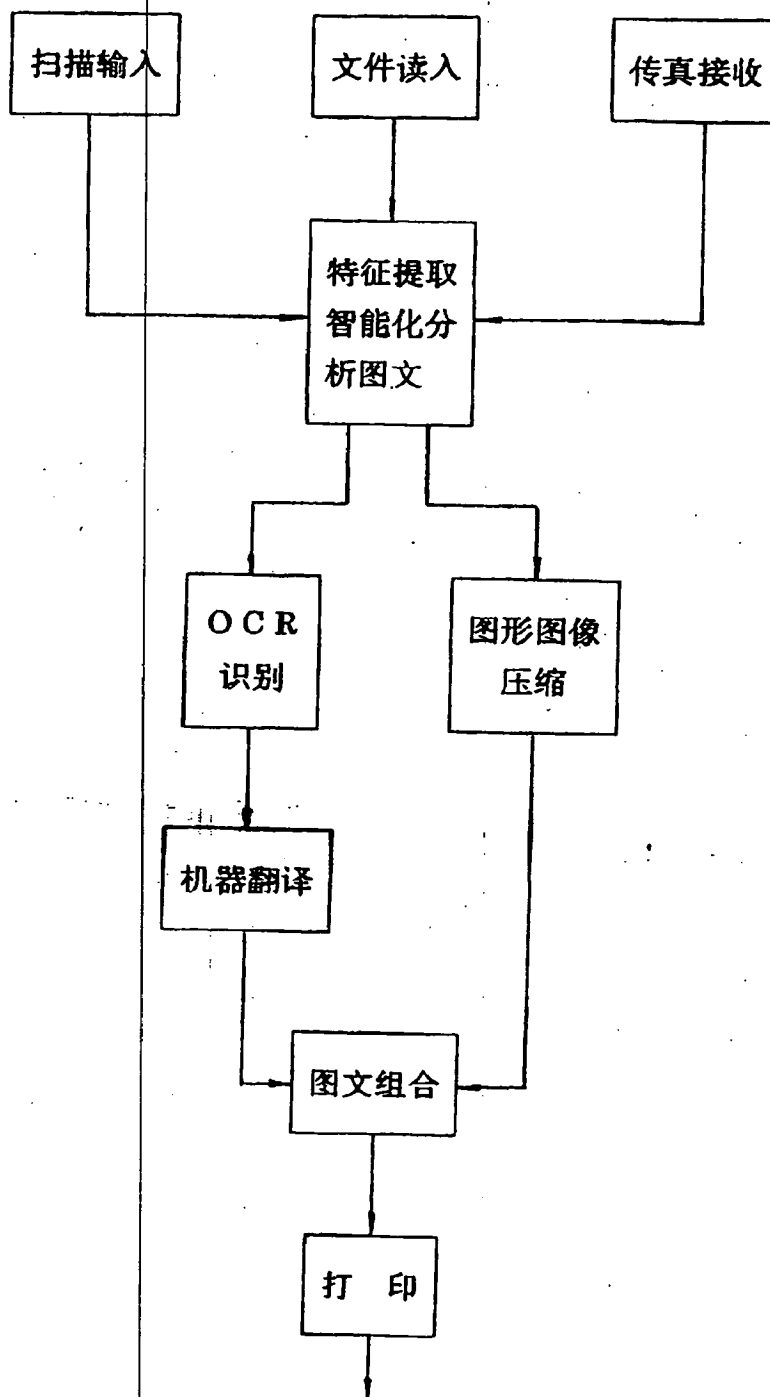 扫描输入
文件读入
传真接收
特征提取
智能化分
析图文
OCR
识别
图形图像
压缩
机器翻译
图文组合
打 印